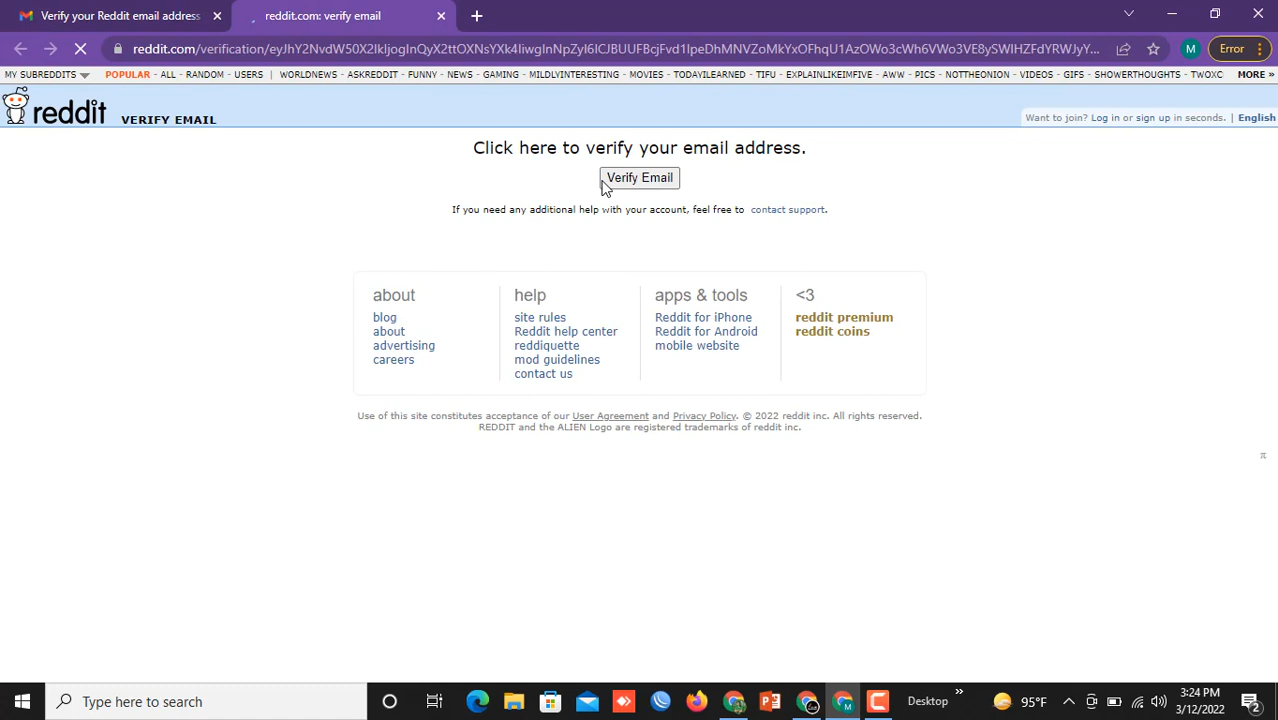 Verify your Reddit email address
reddit.com: verify email
Error
MY SUBREDDITS POPULAR - ALL - RANDOM - USERS | WORLDNEWS - ASKREDDIT - FUNNY - NEWS - GAMING - MILDLYINTERESTING - MOVIES - TODAYILEARNED - TIFU - EXPLAINLIKEIMFIVE - AWW - PICS - NOTTHEONION - VIDEOS - GIFS - SHOWERTHOUGHTS - TWOXC MORE »
reddit VERIFY EMAIL
Want to join? Log in or sign up in seconds. | English
Click here to verify your email address.
Verify Email
If you need any additional help with your account, feel free to contact support.
about
blog
about
advertising
careers
help
site rules
Reddit help center
reddiquette
mod guidelines
contact us
apps & tools
Reddit for iPhone
Reddit for Android
mobile website
<3
reddit premium
reddit coins
Use of this site constitutes acceptance of our User Agreement and Privacy Policy. © 2022 reddit inc. All rights reserved.
REDDIT and the ALIEN Logo are registered trademarks of reddit inc.
π
Type here to search
Desktop
95°F
3:24 PM
3/12/2022
2